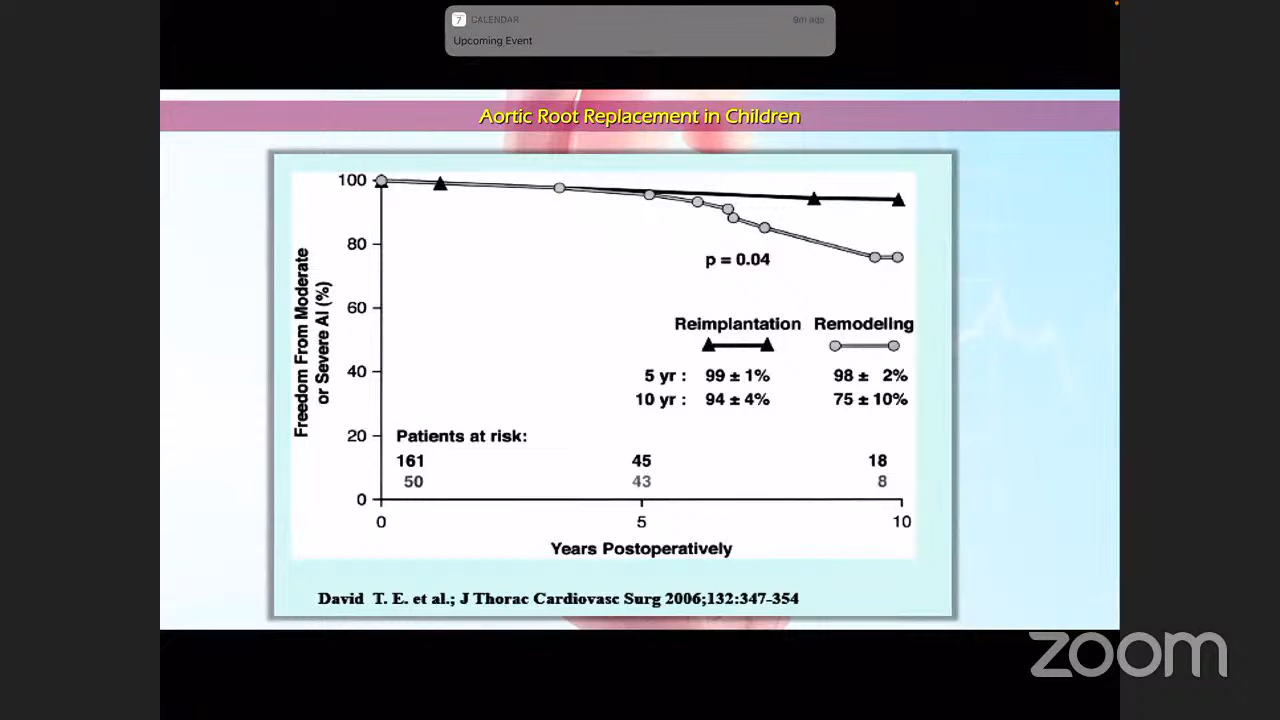 7 CALENDAR 9m ago
Upcoming Event
Aortic Root Replacement in Children
100
80
60
40
20
0
Freedom From Moderate
or Severe AI (%)
p = 0.04
Reimplantation Remodeling
5 yr : 99 ± 1% 98 ± 2%
10 yr : 94 ± 4% 75 ± 10%
Patients at risk:
161 45 18
50 43 8
0 5 10
Years Postoperatively
David T. E. et al.; J Thorac Cardiovasc Surg 2006;132:347-354
zoom